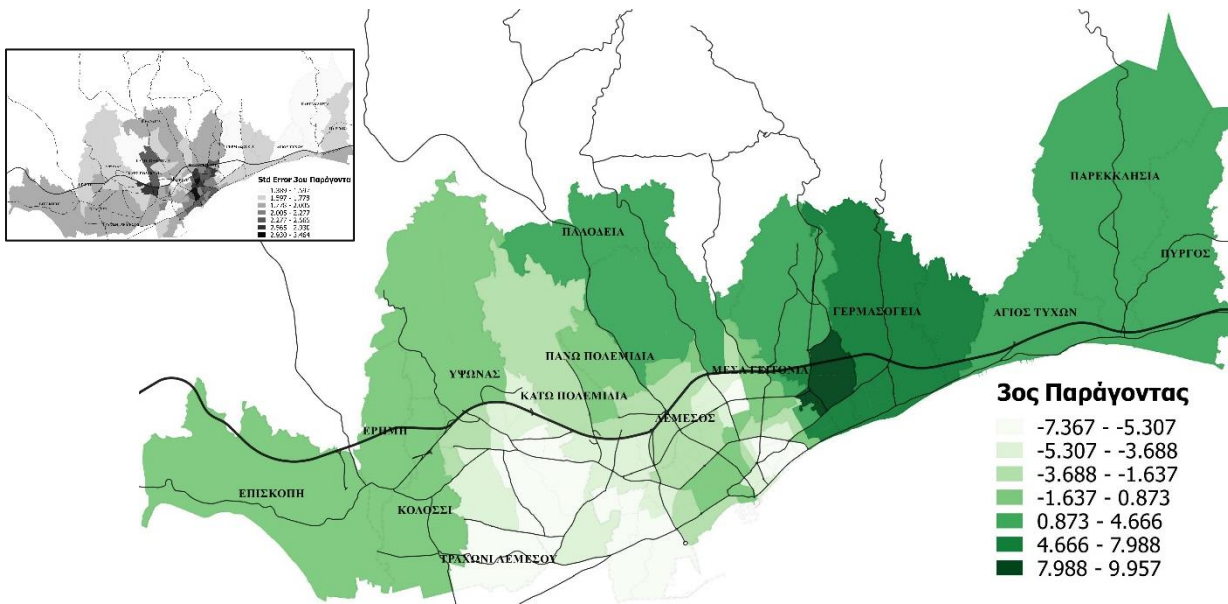 Std Error 3ου Παράγοντα
ΠΑΡΕΚΚΛΗΣΙΑ
ΠΑΛΟΔΕΙΑ
ΠΥΡΓΟΣ
ΓΕΡΜΑΣΟΓΕΙΑ
ΑΓΙΟΣ ΤΥΧΩΝ
ΠΑΝΩ ΠΟΛΕΜΙΔΙΑ
ΜΕΣΑ ΓΕΙΤΟΝΙΑ
ΥΨΩΝΑΣ
ΚΑΤΩ ΠΟΛΕΜΙΔΙΑ
ΛΕΜΕΣΟΣ
ΕΡΗΜΗ
ΕΠΙΣΚΟΠΗ
ΚΟΛΟΣΣΙ
ΤΡΑΧΩΝΙ ΛΕΜΕΣΟΥ
3ος Παράγοντας
-7.367 - -5.307
-5.307 - -3.688
-3.688 - -1.637
-1.637 - 0.873
0.873 - 4.666
4.666 - 7.988
7.988 - 9.957